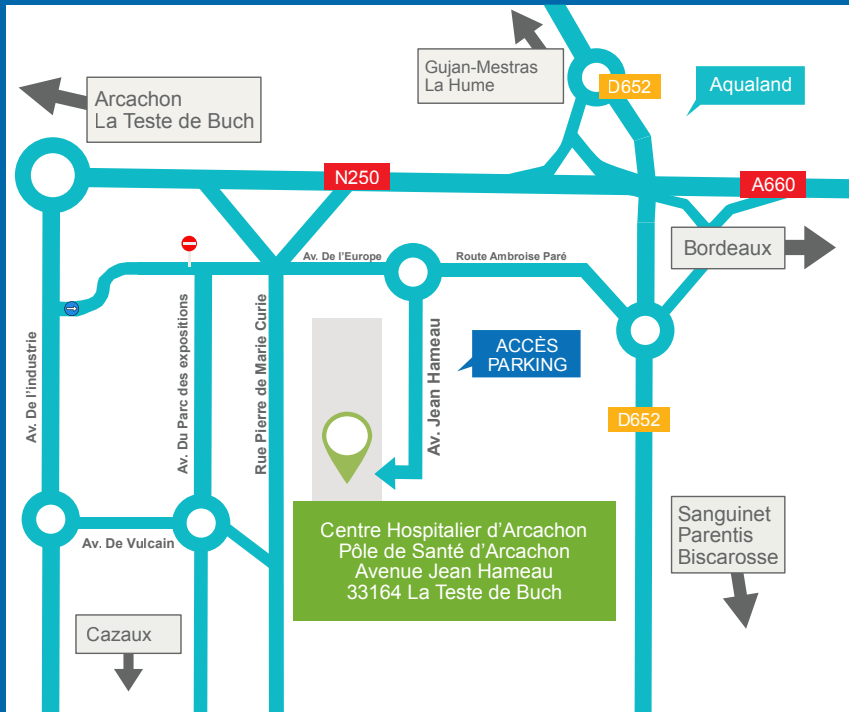 Gujan-Mestras
La Hume
D652
Aqualand
Arcachon
La Teste de Buch
N250
A660
Bordeaux
Av. De l'Europe
Route Ambroise Paré
Av. De l'industrie
Av. Du Parc des expositions
Rue Pierre de Marie Curie
Av. Jean Hameau
ACCÈS
PARKING
D652
Centre Hospitalier d'Arcachon
Pôle de Santé d'Arcachon
Avenue Jean Hameau
33164 La Teste de Buch
Sanguinet
Parentis
Biscarosse
Av. De Vulcain
Cazaux